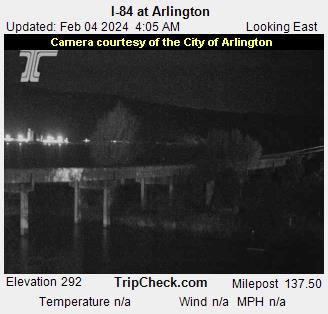 I-84 at Arlington
Updated: Feb 04 2024 4:05 AM Looking East
Camera courtesy of the City of Arlington
Elevation 292 TripCheck.com Milepost 137.50
Temperature n/a Wind n/a MPH n/a